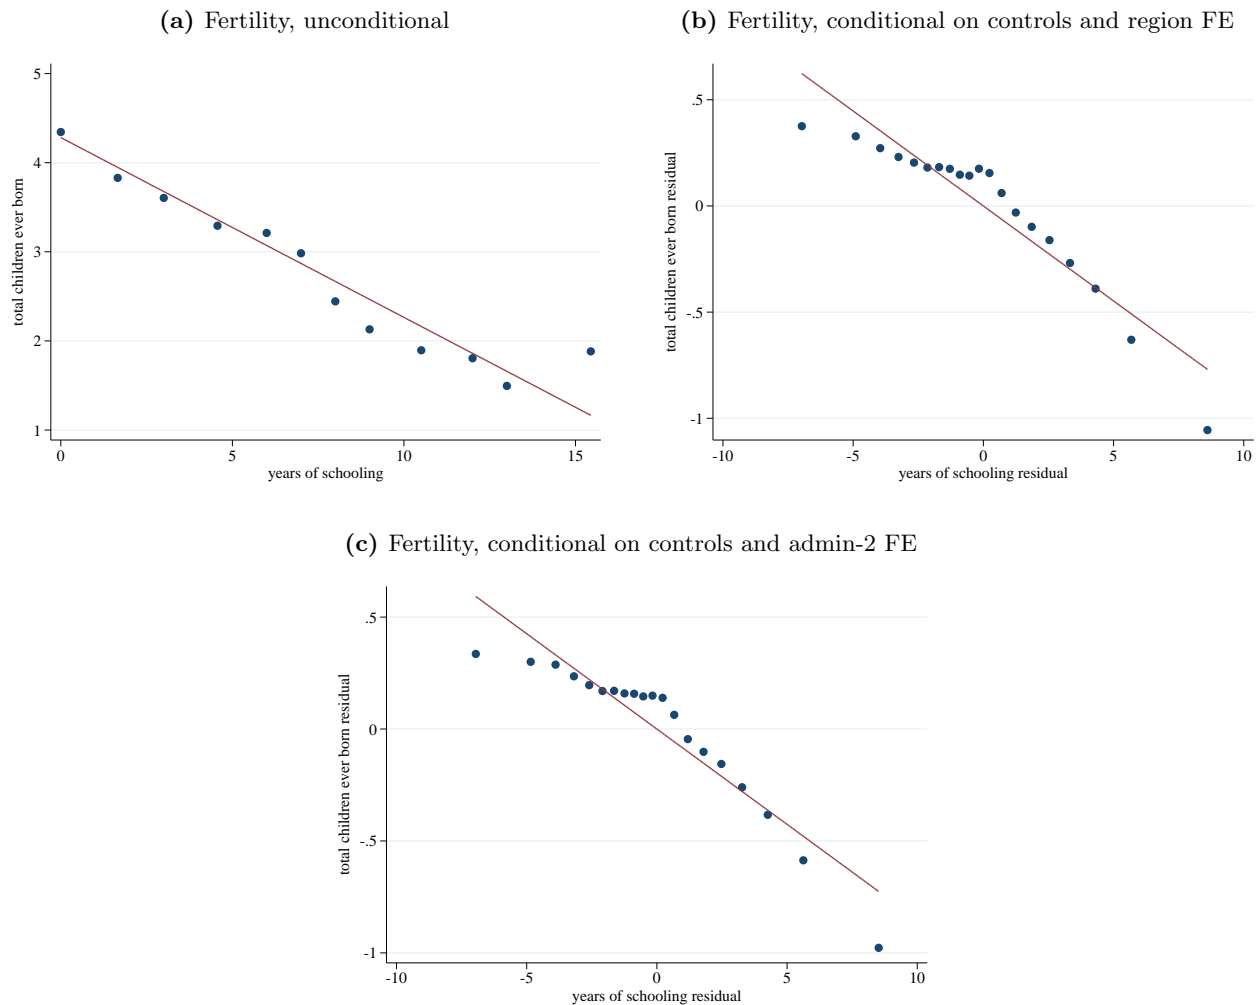 (a) Fertility, unconditional
5
4
3
2
1
total children ever born
0 5 10 15
years of schooling
(b) Fertility, conditional on controls and region FE
.5
0
-.5
-1
total children ever born residual
-10 -5 0 5 10
years of schooling residual
(c) Fertility, conditional on controls and admin-2 FE
.5
0
-.5
-1
total children ever born residual
-10 -5 0 5 10
years of schooling residual